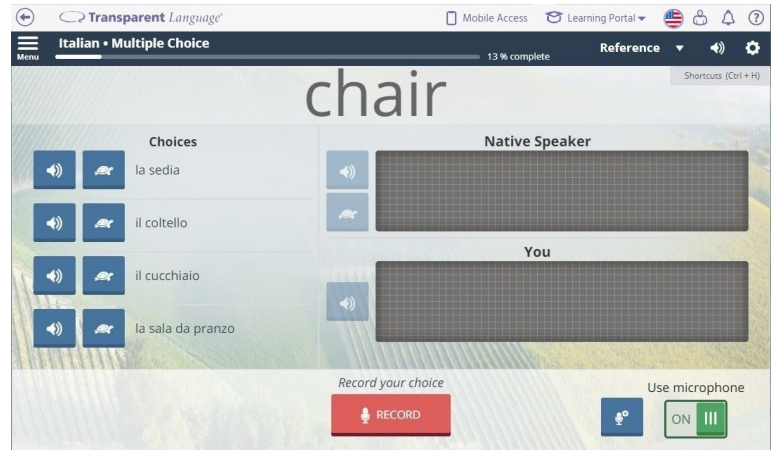 Transparent Language®
Mobile Access
Learning Portal
Menu
Italian • Multiple Choice
13 % complete
Reference
Shortcuts (Ctrl + H)
chair
Choices
la sedia
il coltello
il cucchiaio
la sala da pranzo
Native Speaker
You
Record your choice
RECORD
Use microphone
ON